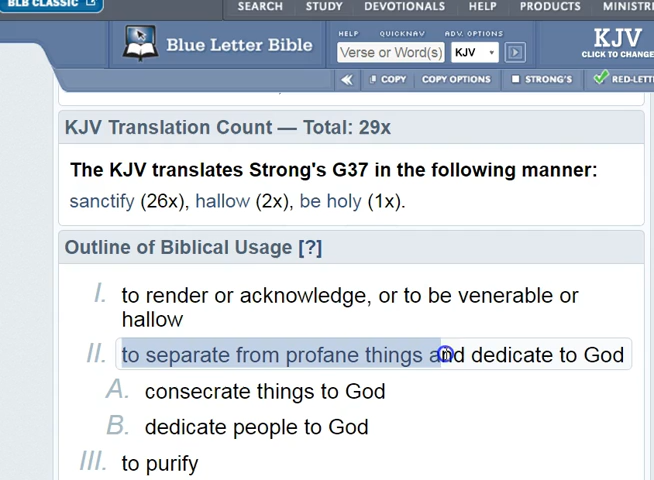 BLB CLASSIC
SEARCH STUDY DEVOTIONALS HELP PRODUCTS MINISTRI
Blue Letter Bible
HELP QUICKNAV ADV. OPTIONS
Verse or Word(s) KJV
KJV
CLICK TO CHANGE
COPY COPY OPTIONS STRONG'S RED-LETT
KJV Translation Count — Total: 29x
The KJV translates Strong's G37 in the following manner:
sanctify (26x), hallow (2x), be holy (1x).
Outline of Biblical Usage [?]
I. to render or acknowledge, or to be venerable or
hallow
II. to separate from profane things and dedicate to God
A. consecrate things to God
B. dedicate people to God
III. to purify